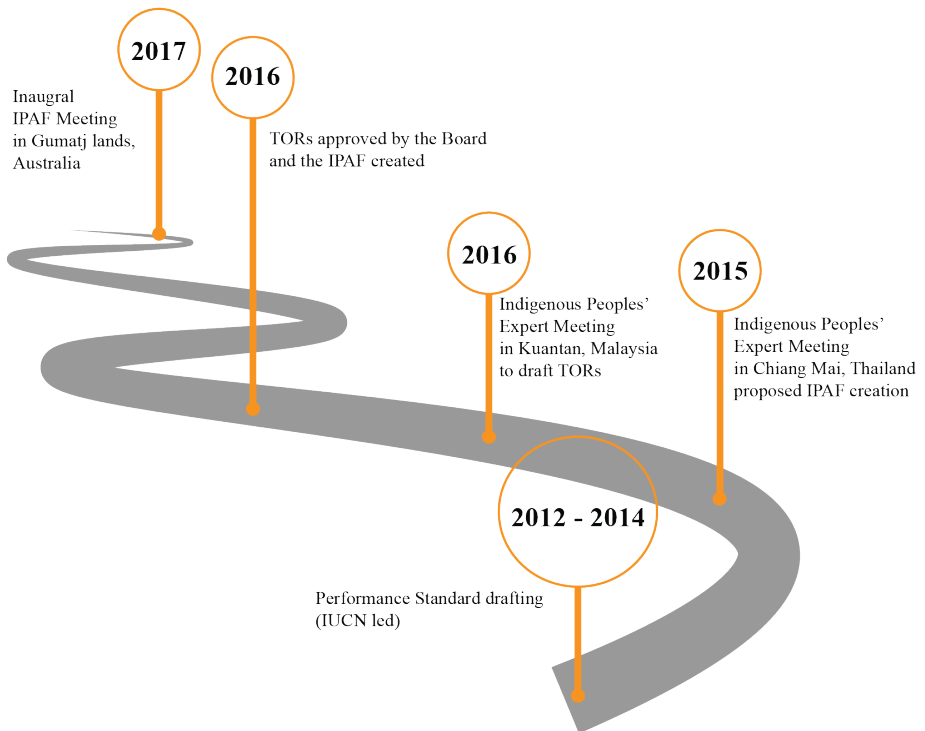 2017
Inaugral
IPAF Meeting
in Gumatj lands,
Australia
2016
TORs approved by the Board
and the IPAF created
2016
Indigenous Peoples’
Expert Meeting
in Kuantan, Malaysia
to draft TORs
2015
Indigenous Peoples’
Expert Meeting
in Chiang Mai, Thailand
proposed IPAF creation
2012 - 2014
Performance Standard drafting
(IUCN led)